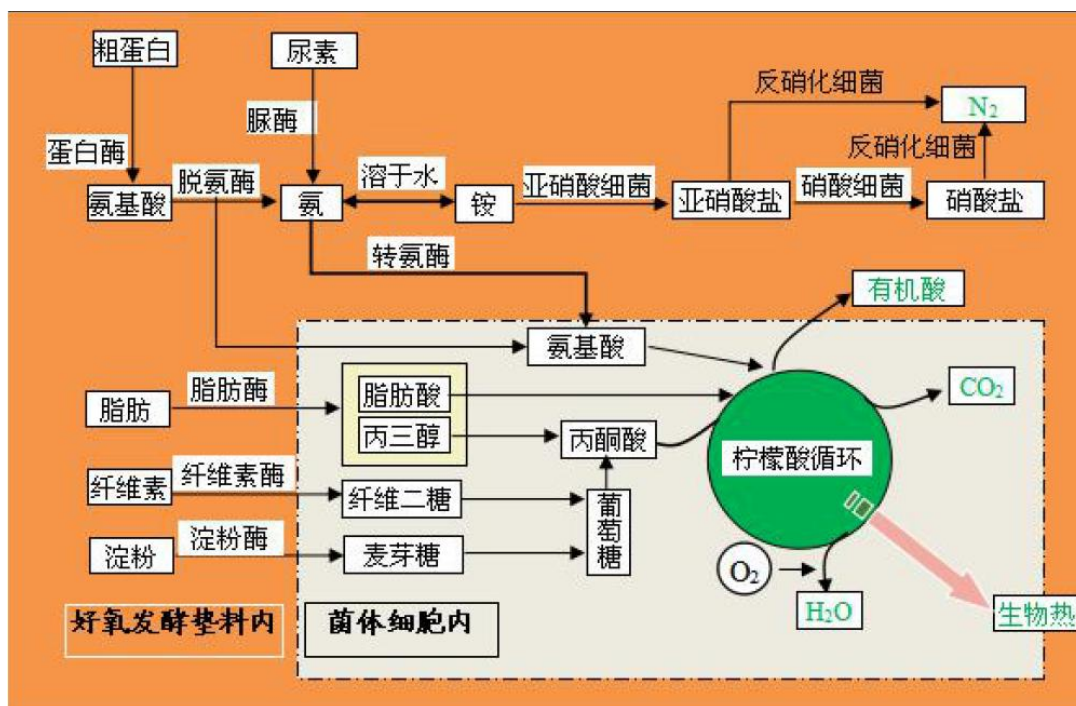 粗蛋白
尿素
反硝化细菌
N₂
脲酶
蛋白酶
反硝化细菌
脱氨酶
溶于水
亚硝酸细菌
硝酸细菌
氨基酸
氨
铵
亚硝酸盐
硝酸盐
转氨酶
有机酸
氨基酸
脂肪酶
脂肪
脂肪酸
CO₂
丙三醇
丙酮酸
柠檬酸循环
纤维素酶
纤维素
纤维二糖
葡萄糖
淀粉酶
淀粉
麦芽糖
O₂
H₂O
好氧发酵垫料内
菌体细胞内
生物热